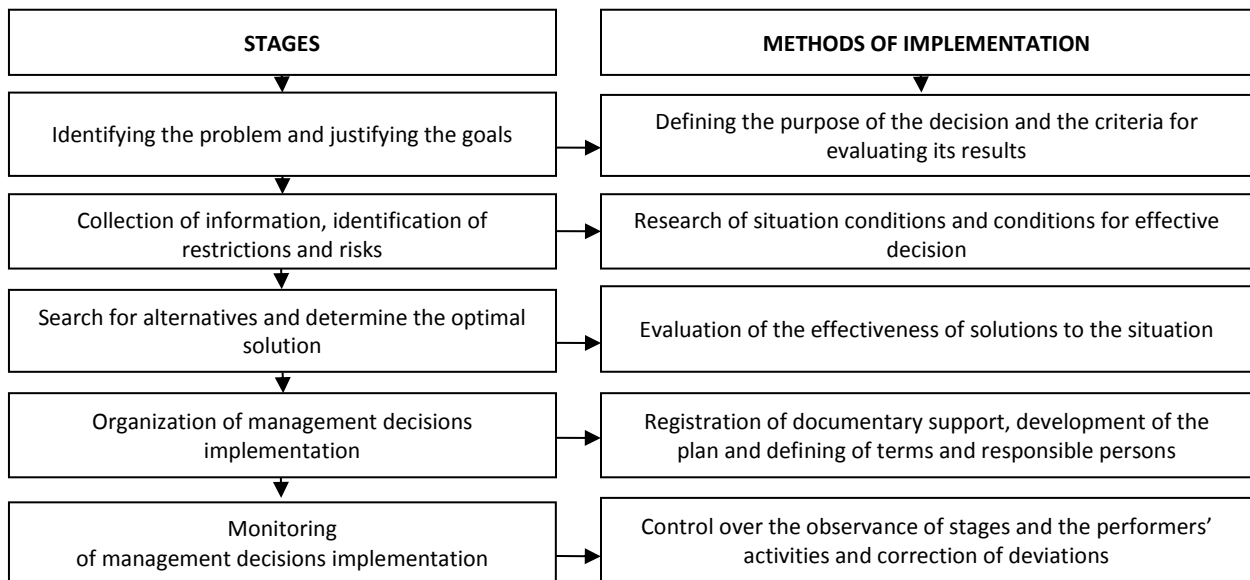 STAGES
METHODS OF IMPLEMENTATION
Identifying the problem and justifying the goals
Defining the purpose of the decision and the criteria for
evaluating its results
Collection of information, identification of
restrictions and risks
Research of situation conditions and conditions for effective
decision
Search for alternatives and determine the optimal
solution
Evaluation of the effectiveness of solutions to the situation
Organization of management decisions
implementation
Registration of documentary support, development of the
plan and defining of terms and responsible persons
Monitoring
of management decisions implementation
Control over the observance of stages and the performers’
activities and correction of deviations